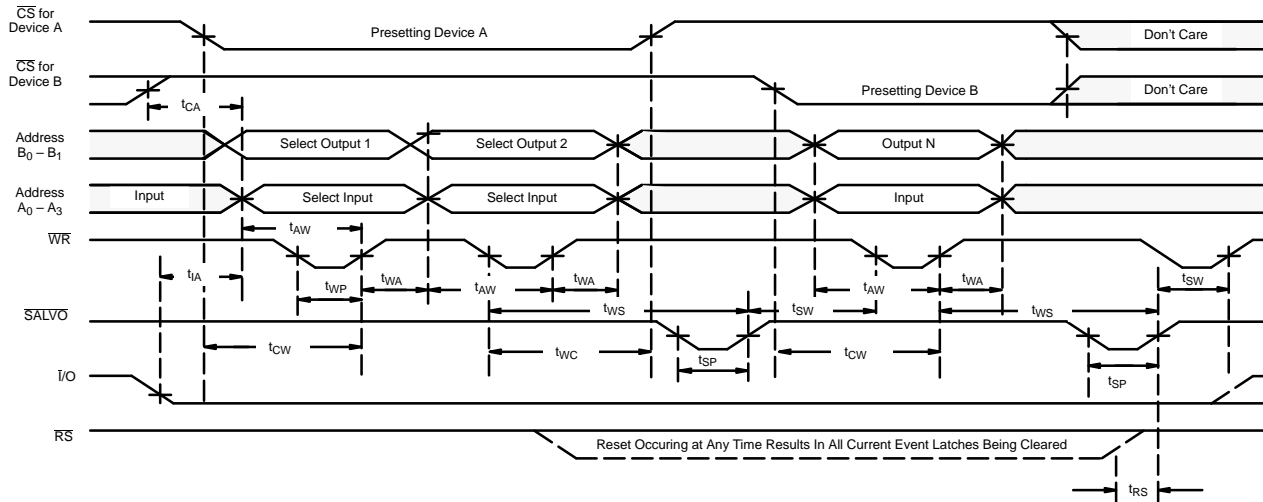 CS for
Device A
Presetting Device A
Don't Care
CS for
Device B
Presetting Device B
Don't Care
tCA
Address
B0 – B1
Select Output 1
Select Output 2
Output N
Address
A0 – A3
Input
Select Input
Select Input
Input
tAW
WR
tIA
tWP
tWA
tAW
tWA
tAW
tWA
tSW
tWS
tSW
tWS
SALVO
tCW
tWC
tSP
tCW
tSP
I/O
RS
Reset Occuring at Any Time Results In All Current Event Latches Being Cleared
tRS